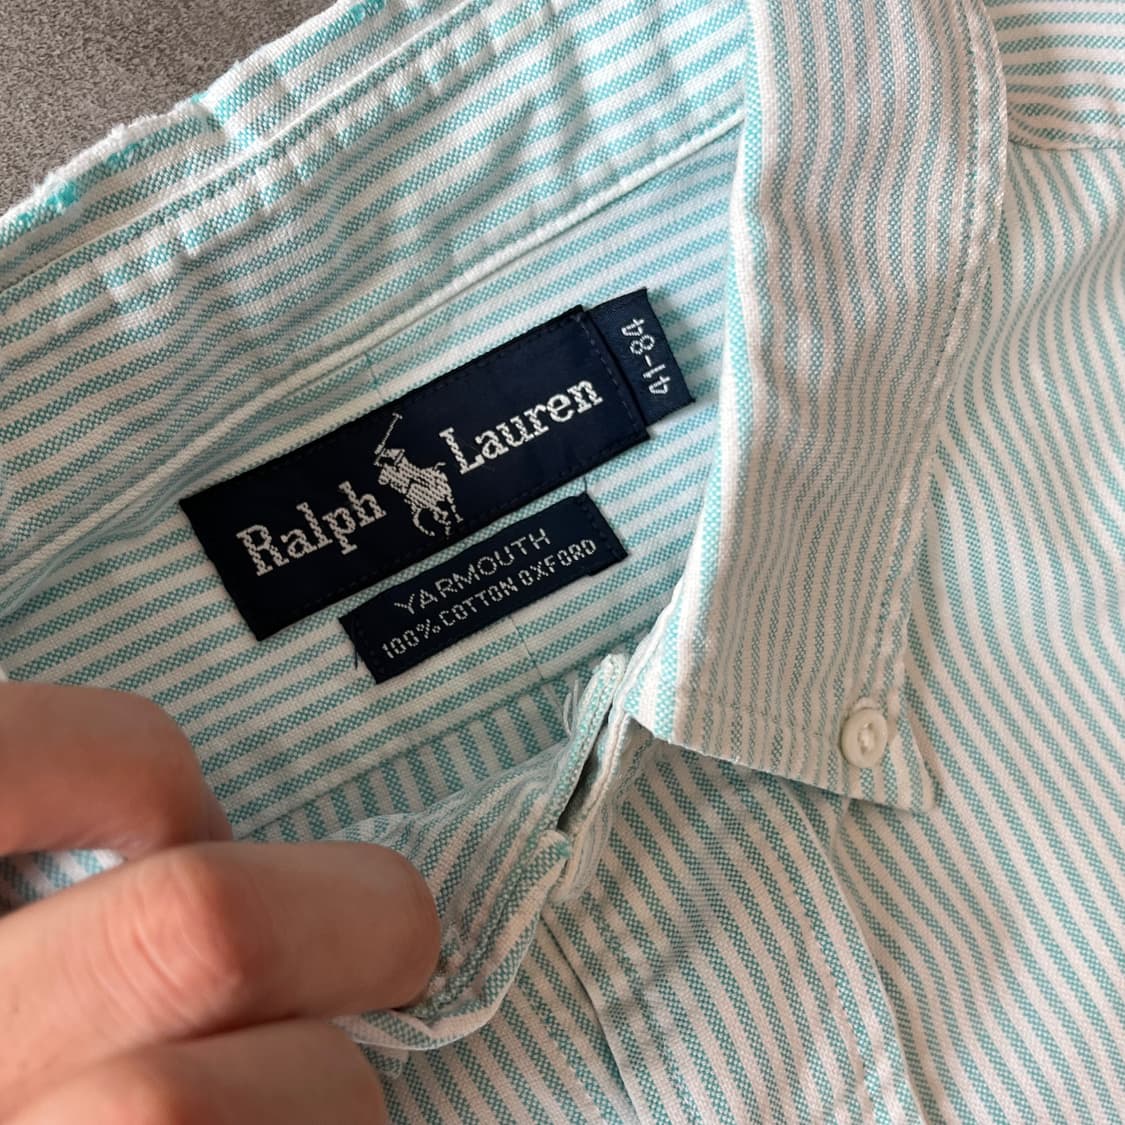 Ralph Lauren
41-84
YARMOUTH
100% COTTON OXFORD